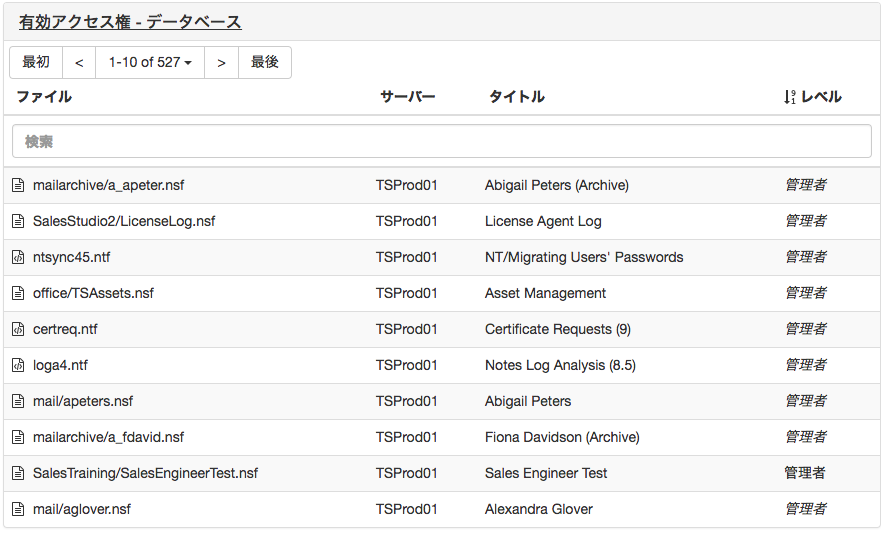 有効アクセス権 - データベース
最初 < 1-10 of 527 > 最後
ファイル サーバー タイトル レベル
検索
mailarchive/a_apeter.nsf TSProd01 Abigail Peters (Archive) 管理者
SalesStudio2/LicenseLog.nsf TSProd01 License Agent Log 管理者
ntsync45.ntf TSProd01 NT/Migrating Users' Passwords 管理者
office/TSAssets.nsf TSProd01 Asset Management 管理者
certreq.ntf TSProd01 Certificate Requests (9) 管理者
loga4.ntf TSProd01 Notes Log Analysis (8.5) 管理者
mail/apeters.nsf TSProd01 Abigail Peters 管理者
mailarchive/a_fdavid.nsf TSProd01 Fiona Davidson (Archive) 管理者
SalesTraining/SalesEngineerTest.nsf TSProd01 Sales Engineer Test 管理者
mail/aglover.nsf TSProd01 Alexandra Glover 管理者